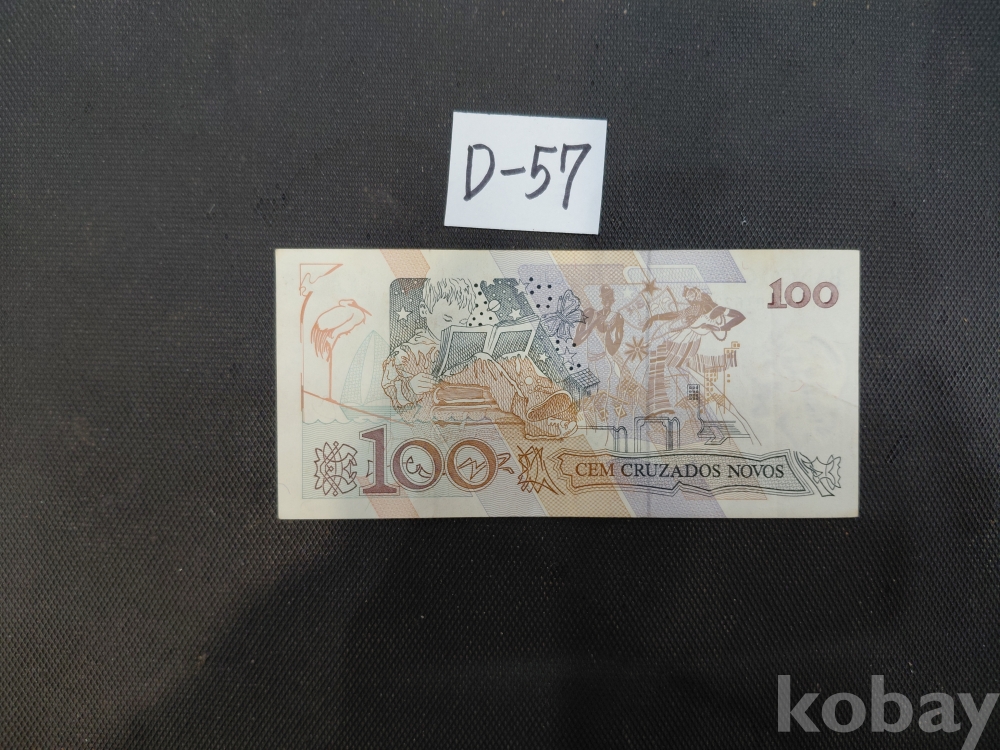 D-57
100
100
CEM CRUZADOS NOVOS
kobay